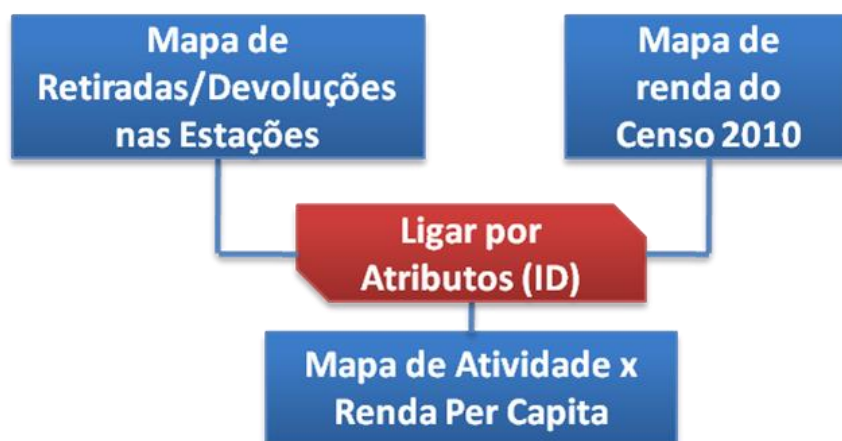 Mapa de
Retiradas/Devoluções
nas Estações
Mapa de
renda do
Censo 2010
Ligar por
Atributos (ID)
Mapa de Atividade x
Renda Per Capita